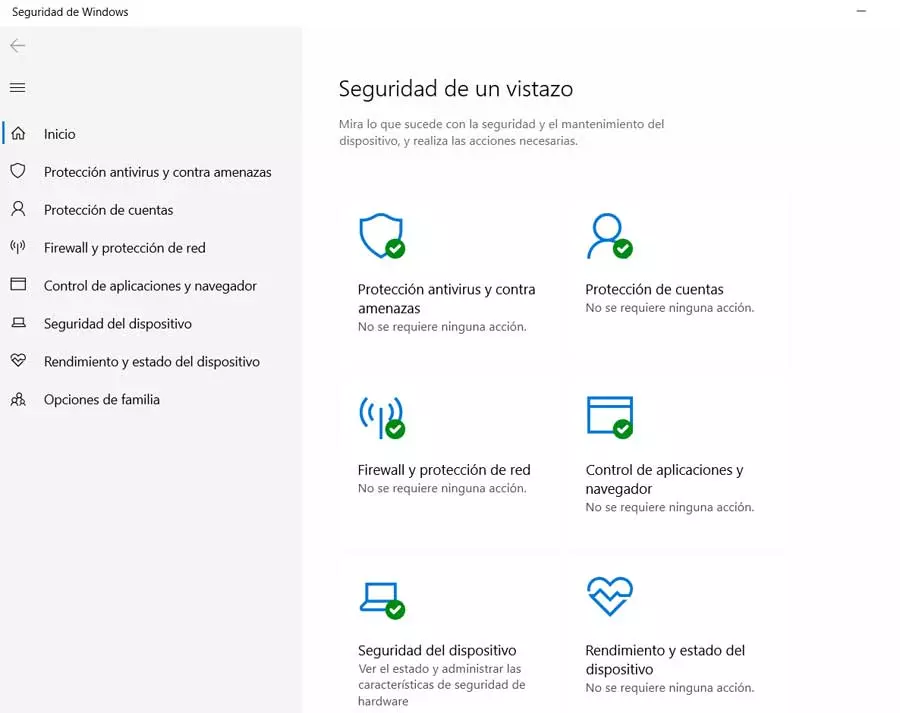 Seguridad de Windows
Inicio
Protección antivirus y contra amenazas
Protección de cuentas
Firewall y protección de red
Control de aplicaciones y navegador
Seguridad del dispositivo
Rendimiento y estado del dispositivo
Opciones de familia
Seguridad de un vistazo
Mira lo que sucede con la seguridad y el mantenimiento del
dispositivo, y realiza las acciones necesarias.
Protección antivirus y contra
amenazas
No se requiere ninguna acción.
Protección de cuentas
No se requiere ninguna acción.
Firewall y protección de red
No se requiere ninguna acción.
Control de aplicaciones y
navegador
No se requiere ninguna acción.
Seguridad del dispositivo
Ver el estado y administrar las
características de seguridad de
hardware
Rendimiento y estado del
dispositivo
No se requiere ninguna acción.